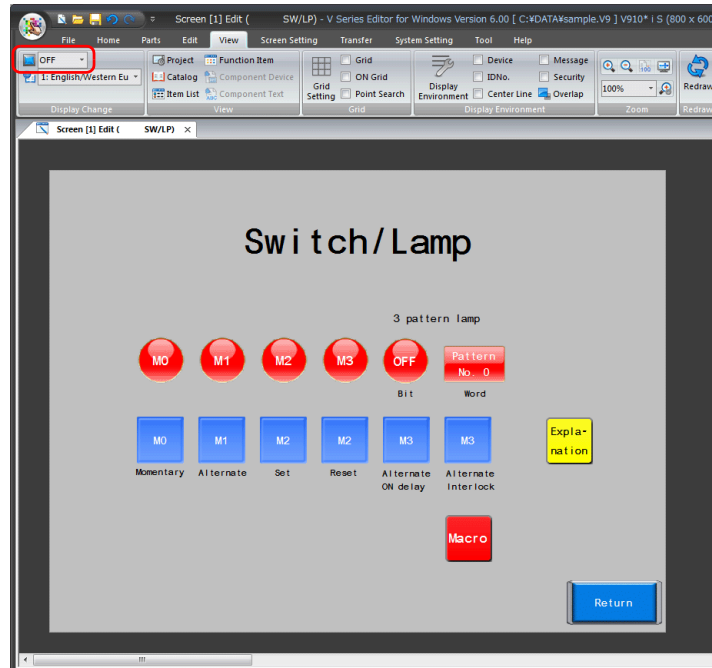 Screen [1] Edit ( SW/LP) - V Series Editor for Windows Version 6.00 [ C:¥DATA¥sample.V9 ] V910* i S (800 x 600
File Home Parts Edit View Screen Setting Transfer System Setting Tool Help
OFF Project Function Item Grid Device Message
1: English/Western Eu Catalog Component Device ON Grid IDNo. Security 100% Redraw
Item List Component Text Grid Setting Point Search Display Environment Center Line Overlap
Display Change View Grid Display Environment Zoom Redraw
Screen [1] Edit ( SW/LP) ×
Switch/Lamp
3 pattern lamp
M0 M1 M2 M3 OFF Pattern
No. 0
Bit Word
M0 M1 M2 M2 M3 M3 Expla-
nation
Momentary Alternate Set Reset Alternate Alternate
ON delay Interlock
Macro
Return